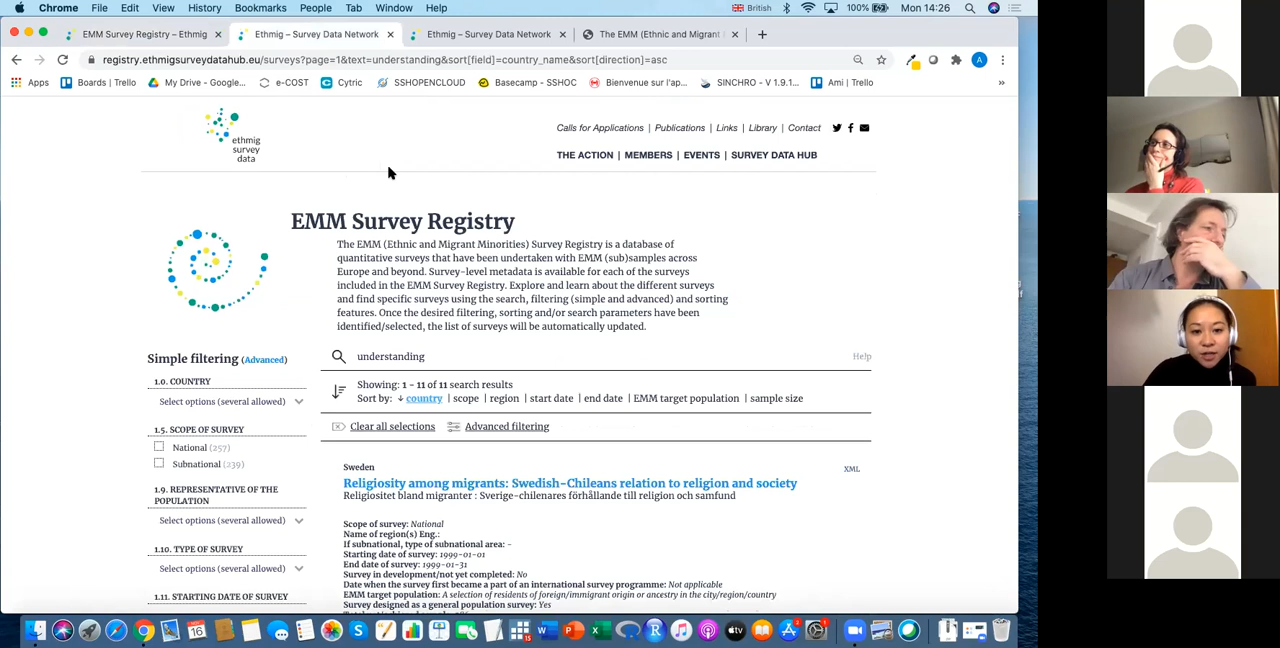 Chrome File Edit View History Bookmarks People Tab Window Help British 100% Mon 14:26
EMM Survey Registry – Ethmig Ethmig – Survey Data Network Ethmig – Survey Data Network The EMM (Ethnic and Migrant
registry.ethmigsurveydatahub.eu/surveys?page=1&text=understanding&sort[field]=country_name&sort[direction]=asc A
Apps Boards | Trello My Drive - Google... e-COST Cytric SSHOPENCLOUD Basecamp - SSHOC Bienvenue sur l'ap... SINCHRO - V 1.9.1... Ami | Trello »
ethmig
survey
data
Calls for Applications | Publications | Links | Library | Contact
THE ACTION | MEMBERS | EVENTS | SURVEY DATA HUB
EMM Survey Registry
The EMM (Ethnic and Migrant Minorities) Survey Registry is a database of
quantitative surveys that have been undertaken with EMM (sub)samples across
Europe and beyond. Survey-level metadata is available for each of the surveys
included in the EMM Survey Registry. Explore and learn about the different surveys
and find specific surveys using the search, filtering (simple and advanced) and sorting
features. Once the desired filtering, sorting and/or search parameters have been
identified/selected, the list of surveys will be automatically updated.
Simple filtering (Advanced)
1.0. COUNTRY
Select options (several allowed)
1.5. SCOPE OF SURVEY
National (257)
Subnational (239)
1.9. REPRESENTATIVE OF THE
POPULATION
Select options (several allowed)
1.10. TYPE OF SURVEY
Select options (several allowed)
1.11. STARTING DATE OF SURVEY
understanding Help
Showing: 1 - 11 of 11 search results
Sort by: ↓ country | scope | region | start date | end date | EMM target population | sample size
Clear all selections Advanced filtering
Sweden XML
Religiosity among migrants: Swedish-Chileans relation to religion and society
Religiositet bland migranter : Sverige-chilenares förhållande till religion och samfund
Scope of survey: National
Name of region(s) Eng.:
If subnational, type of subnational area: -
Starting date of survey: 1999-01-01
End date of survey: 1999-01-31
Survey in development/not yet completed: No
Date when the survey first became a part of an international survey programme: Not applicable
EMM target population: A selection of residents of foreign/immigrant origin or ancestry in the city/region/country
Survey designed as a general population survey: Yes